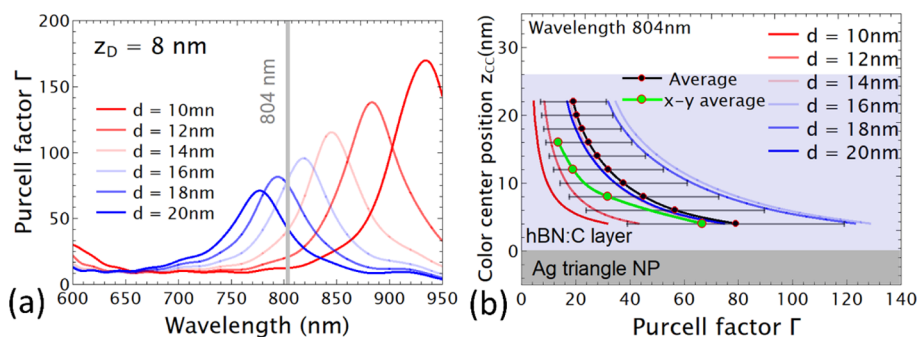 (a)
Purcell factor Γ
200
150
100
50
0
z_D = 8 nm
804 nm
d = 10mn
d = 12nm
d = 14nm
d = 16nm
d = 18nm
d = 20nm
600 650 700 750 800 850 900 950
Wavelength (nm)
(b)
Color center position z_cc(nm)
30
20
10
0
Wavelength 804nm
Average
x-y average
d = 10nm
d = 12nm
d = 14nm
d = 16nm
d = 18nm
d = 20nm
hBN:C layer
Ag triangle NP
0 20 40 60 80 100 120 140
Purcell factor Γ